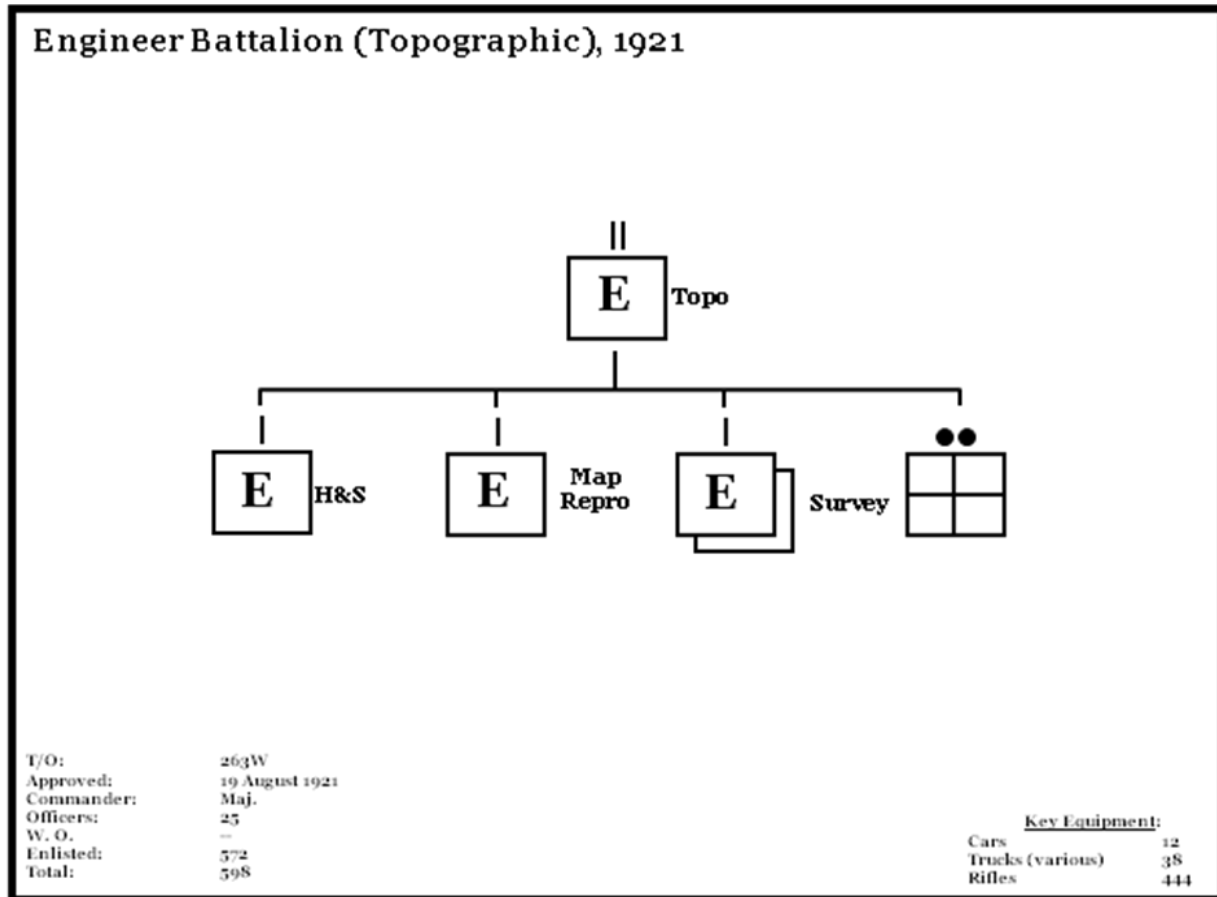 Engineer Battalion (Topographic), 1921
E Topo
E H&S
E Map
Repro
E Survey
T/O: 263W
Approved: 19 August 1921
Commander: Maj.
Officers: 25
W. O. --
Enlisted: 572
Total: 598
Key Equipment:
Cars 12
Trucks (various) 38
Rifles 444